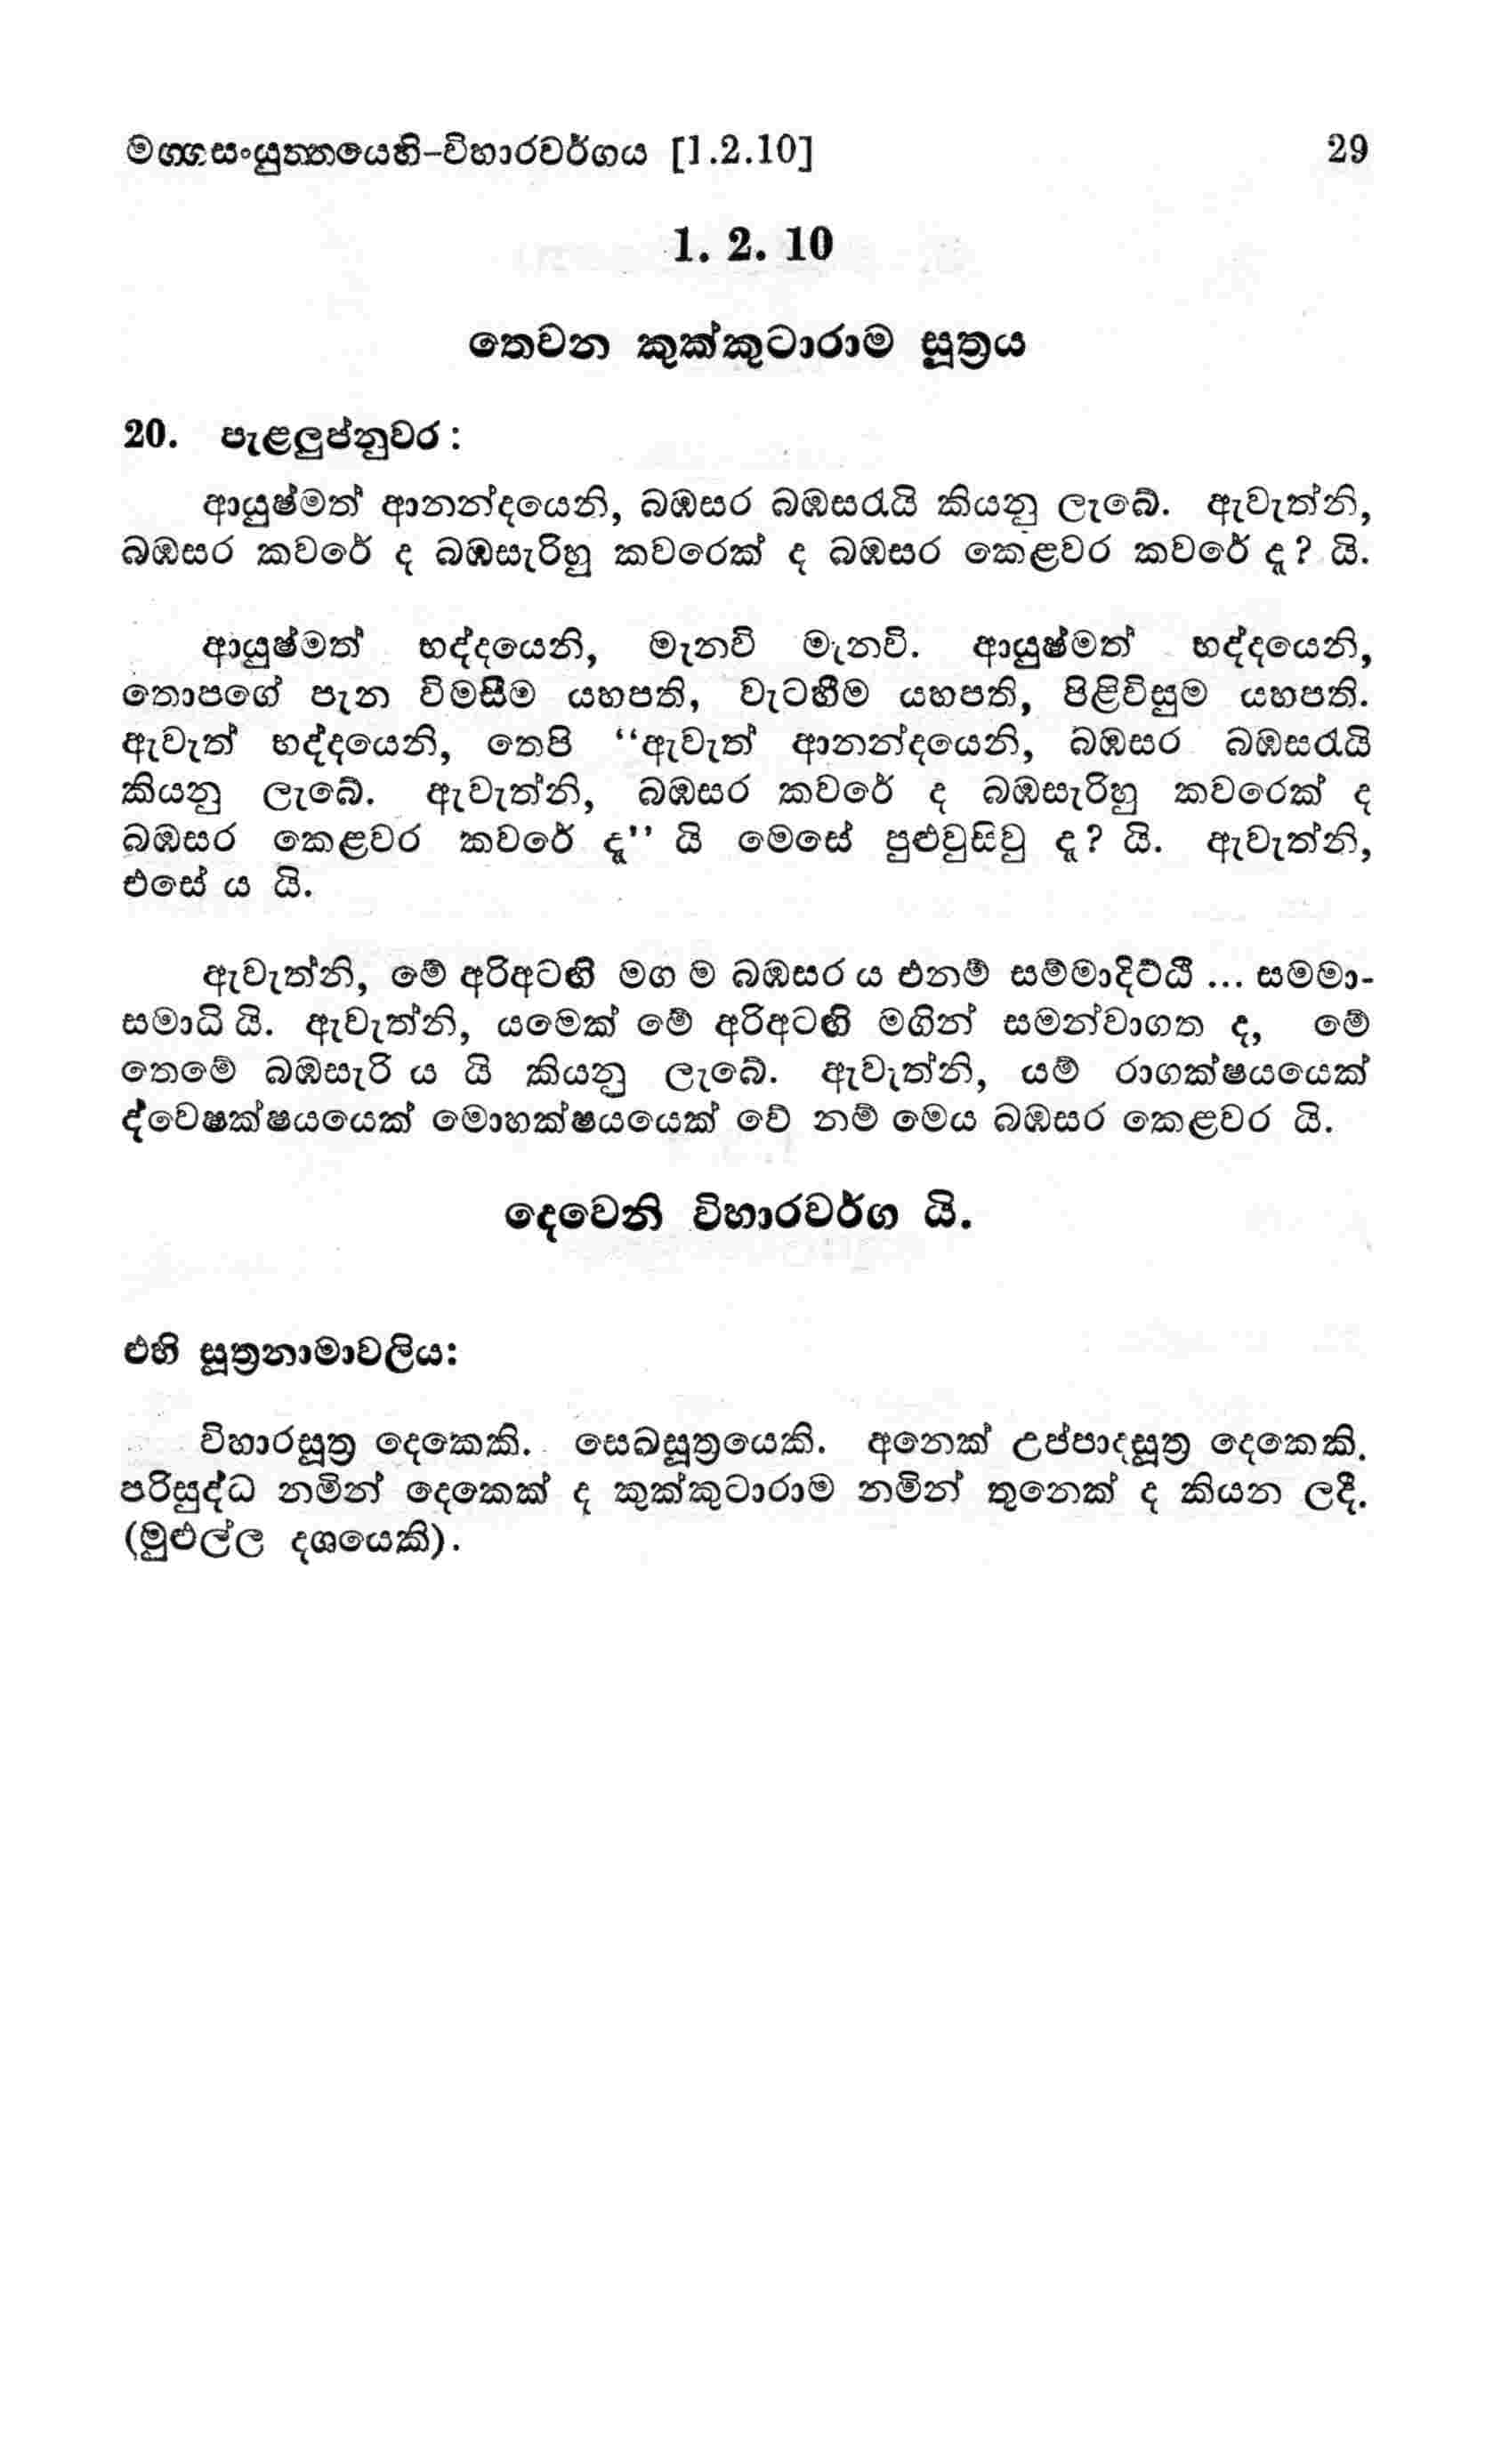 මග්ගසංයුත්තයෙහි-විහාරවර්ගය [1.2.10] 29
1. 2. 10
තෙවන කුක්කුටාරාම සූත්‍රය
20. පැළලුප්නුවර :
ආයුෂ්මත් ආනන්දයෙනි, බඹසර බඹසරැයි කියනු ලැබේ. ඇවැත්නි,
බඹසර කවරේ ද බඹසැරිහු කවරෙක් ද බඹසර කෙළවර කවරේ දැ? යි.
ආයුෂ්මත් භද්දයෙනි, මැනවි මැනවි. ආයුෂ්මත් භද්දයෙනි,
තොපගේ පැන විමසීම යහපති, වැටහීම යහපති, පිළිවිසුම යහපති.
ඇවැත් භද්දයෙනි, තෙපි “ඇවැත් ආනන්දයෙනි, බඹසර බඹසරැයි
කියනු ලැබේ. ඇවැත්නි, බඹසර කවරේ ද බඹසැරිහු කවරෙක් ද
බඹසර කෙළවර කවරේ දැ” යි මෙසේ පුළුවුසිවු දැ? යි. ඇවැත්නි,
එසේ ය යි.
ඇවැත්නි, මේ අරිඅටඟි මග ම බඹසර ය එනම් සම්මාදිට්ඨි ... සම්මා-
සමාධි යි. ඇවැත්නි, යමෙක් මේ අරිඅටඟි මගින් සමන්වාගත ද, මේ
තෙමේ බඹසැරි ය යි කියනු ලැබේ. ඇවැත්නි, යම් රාගක්ෂයයෙක්
ද්වෙෂක්ෂයයෙක් මොහක්ෂයයෙක් වේ නම් මෙය බඹසර කෙළවර යි.
දෙවෙනි විහාරවර්ග යි.
එහි සූත්‍රනාමාවලිය:
විහාරසූත්‍ර දෙකෙකි. සෙඛසූත්‍රයෙකි. අනෙක් උප්පාදසූත්‍ර දෙකෙකි.
පරිසුද්ධ නමින් දෙකෙක් ද කුක්කුටාරාම නමින් තුනෙක් ද කියන ලදී.
(මුළුල්ල දශයෙකි).